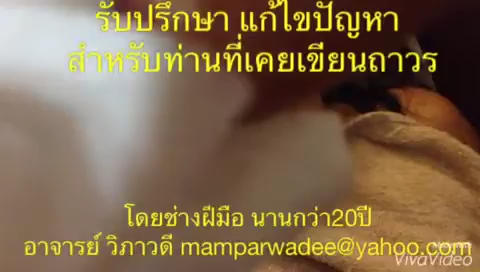 รับปรึกษา แก้ไขปัญหา
สำหรับท่านที่เคยเขียนถาวร
โดยช่างฝีมือ นานกว่า20ปี
อาจารย์ วิภาวดี mamparwadee@yahoo.com
VivaVideo